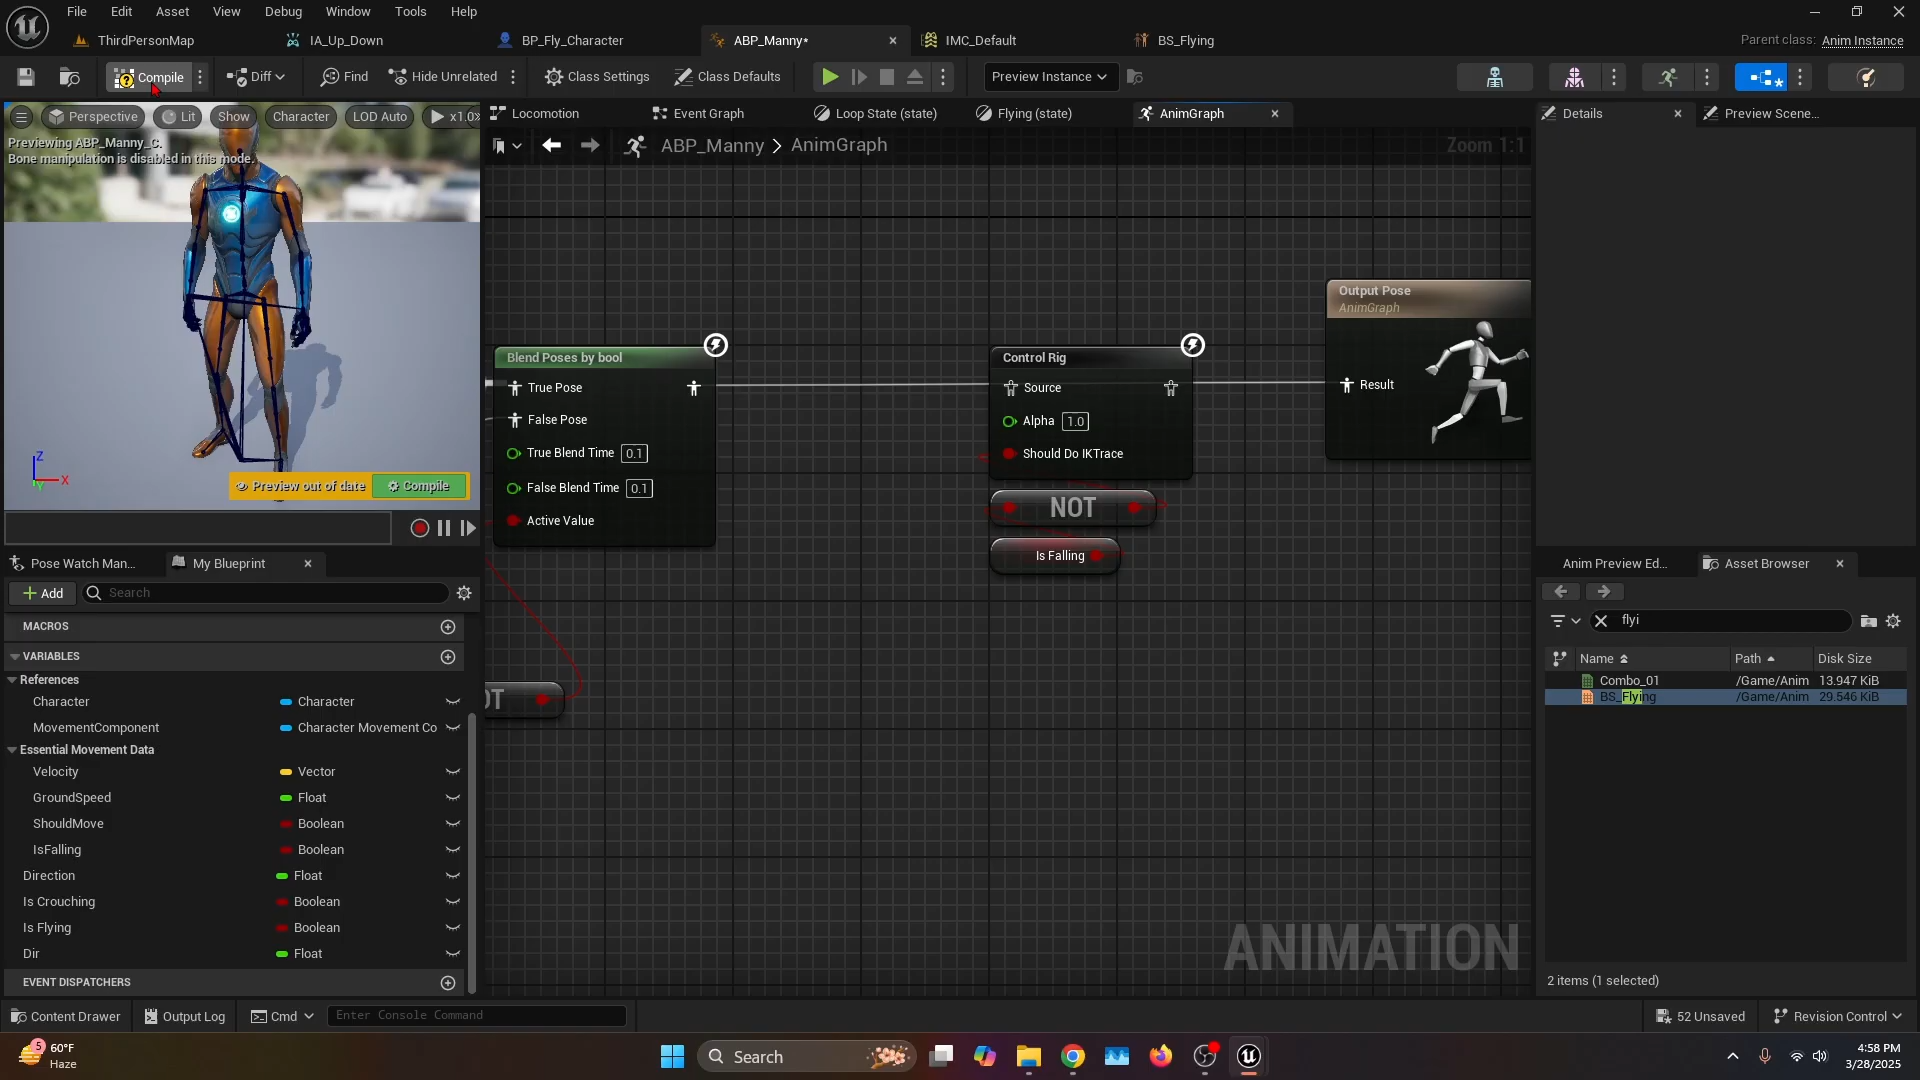 File Edit Asset View Debug Window Tools Help
ThirdPersonMap IA_Up_Down BP_Fly_Character ABP_Manny* IMC_Default BS_Flying Parent class: Anim Instance
Compile Diff Find Hide Unrelated Class Settings Class Defaults Preview Instance
Perspective Lit Show Character LOD Auto x1.0
Locomotion Event Graph Loop State (state) Flying (state) AnimGraph Details Preview Scene...
Previewing ABP_Manny_C.
Bone manipulation is disabled in this mode.
ABP_Manny > AnimGraph Zoom 1:1
Blend Poses by bool
True Pose
False Pose
True Blend Time 0.1
False Blend Time 0.1
Active Value
Control Rig
Source
Alpha 1.0
Should Do IKTrace
NOT
Is Falling
Output Pose
AnimGraph
Result
Z
X
Y
Preview out of date Compile
Pose Watch Man... My Blueprint
Add Search
MACROS
VARIABLES
References
Character Character
MovementComponent Character Movement Co
Essential Movement Data
Velocity Vector
GroundSpeed Float
ShouldMove Boolean
IsFalling Boolean
Direction Float
Is Crouching Boolean
Is Flying Boolean
Dir Float
EVENT DISPATCHERS
OT
ANIMATION
Anim Preview Ed... Asset Browser
flyi
Name Path Disk Size
Combo_01 /Game/Anim 13.947 KiB
BS_Flying /Game/Anim 29.546 KiB
2 items (1 selected)
Content Drawer Output Log Cmd Enter Console Command 52 Unsaved Revision Control
5
60°F
Haze
Search
4:58 PM
3/28/2025